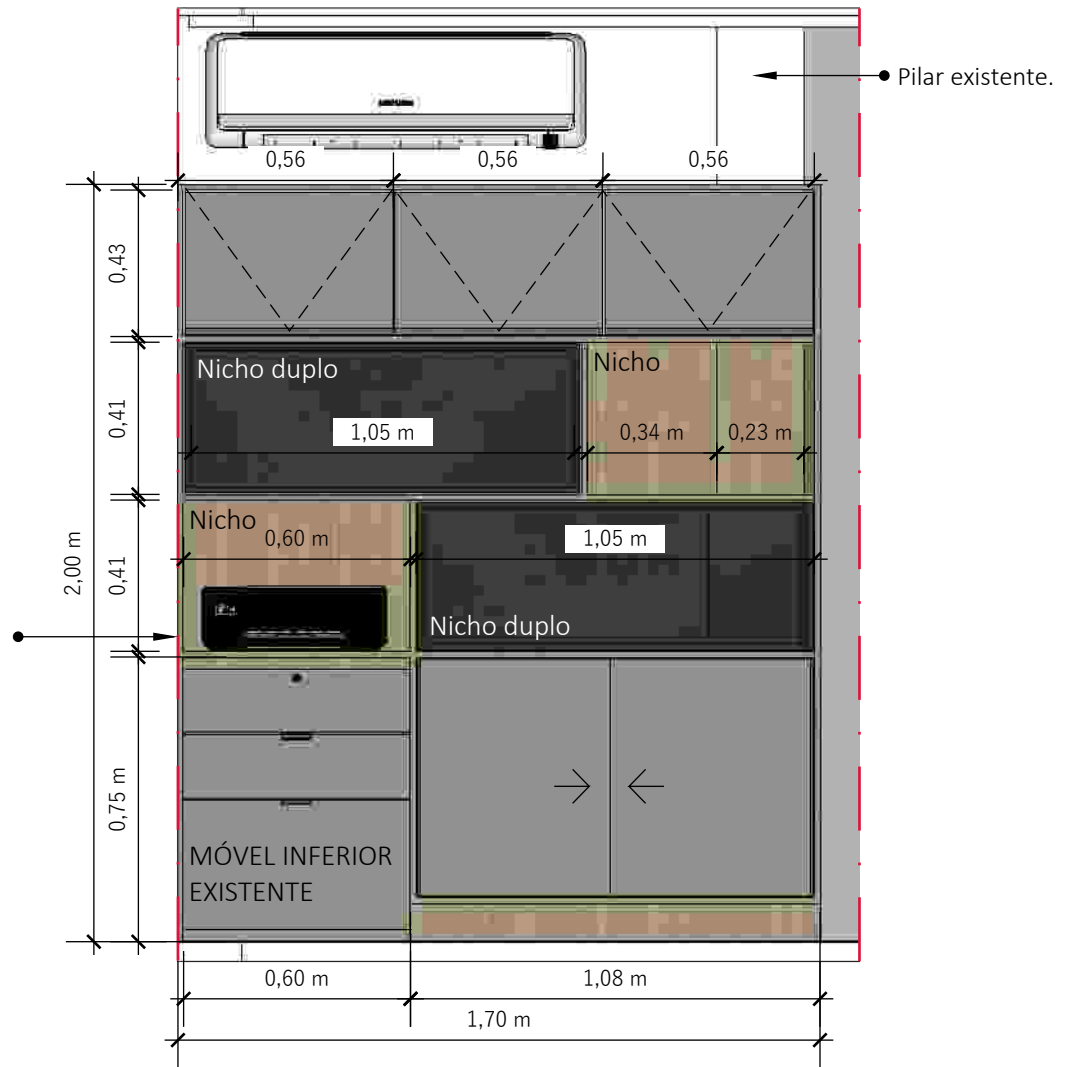 Pilar existente.
0,56
0,56
0,56
0,43
Nicho duplo
Nicho
1,05 m
0,34 m
0,23 m
0,41
Nicho
0,60 m
1,05 m
0,41
2,00 m
Nicho duplo
0,75 m
MÓVEL INFERIOR
EXISTENTE
0,60 m
1,08 m
1,70 m